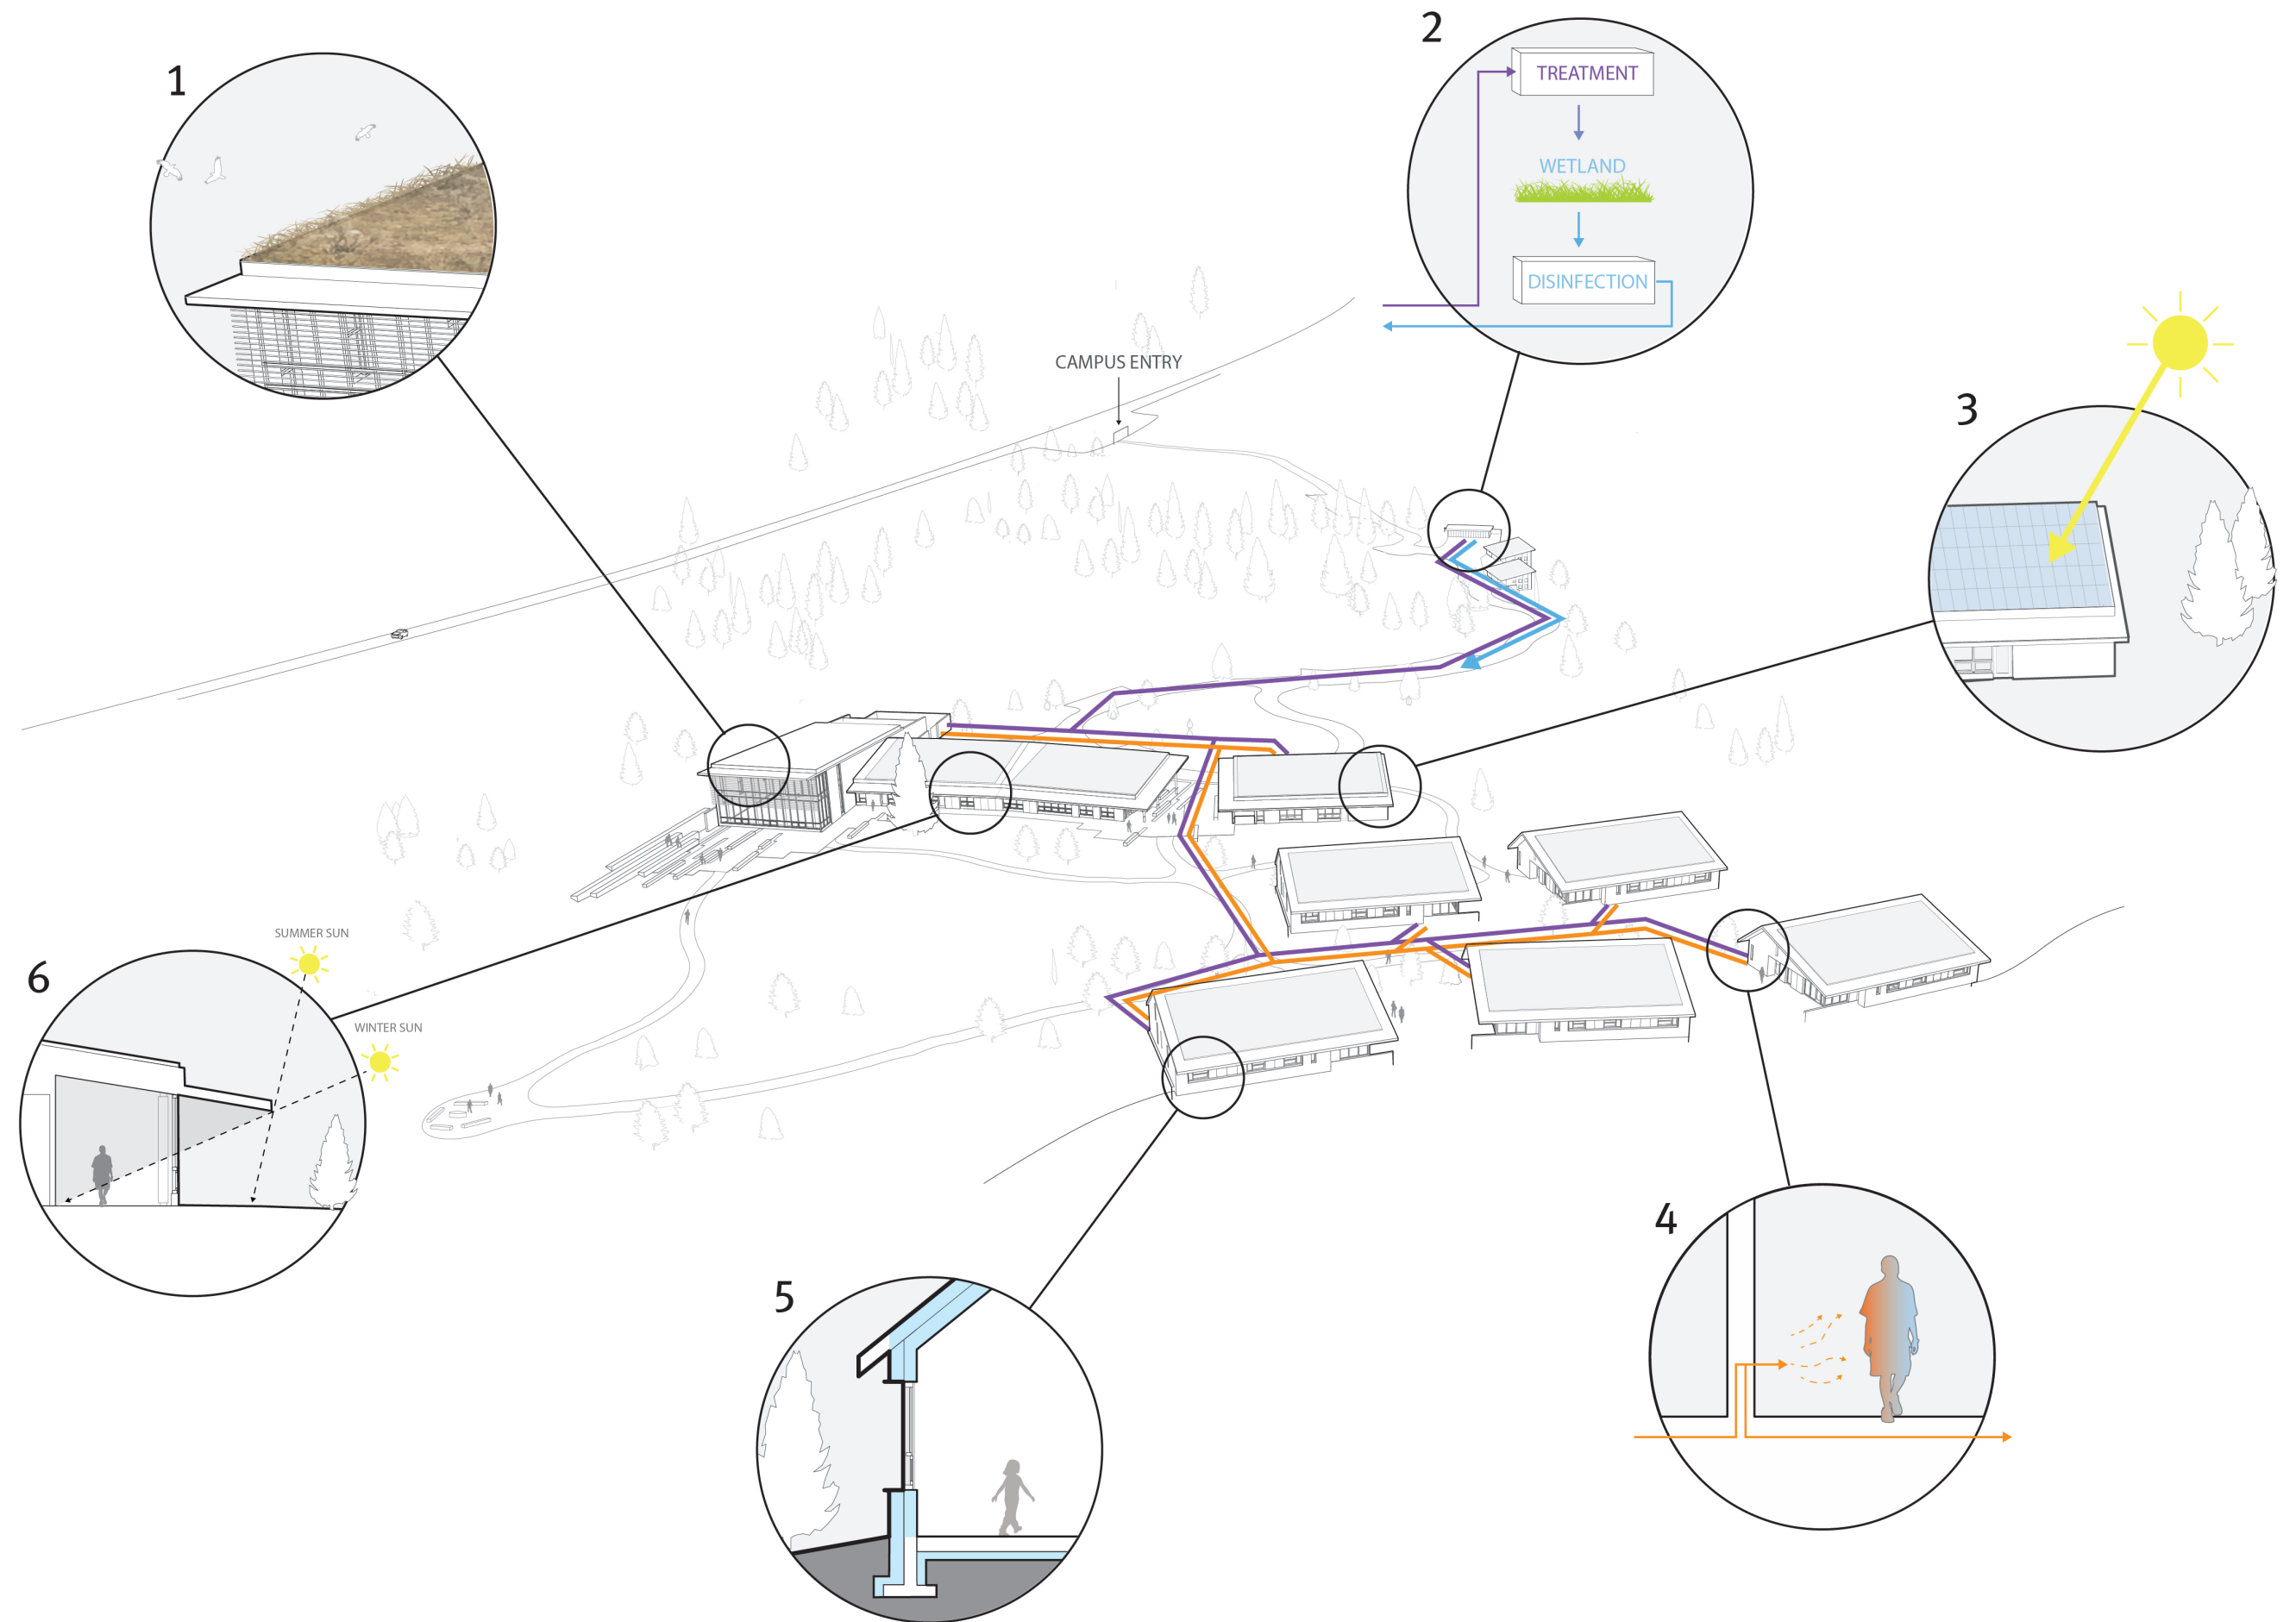 1
2
TREATMENT
WETLAND
DISINFECTION
CAMPUS ENTRY
3
SUMMER SUN
6
WINTER SUN
4
5